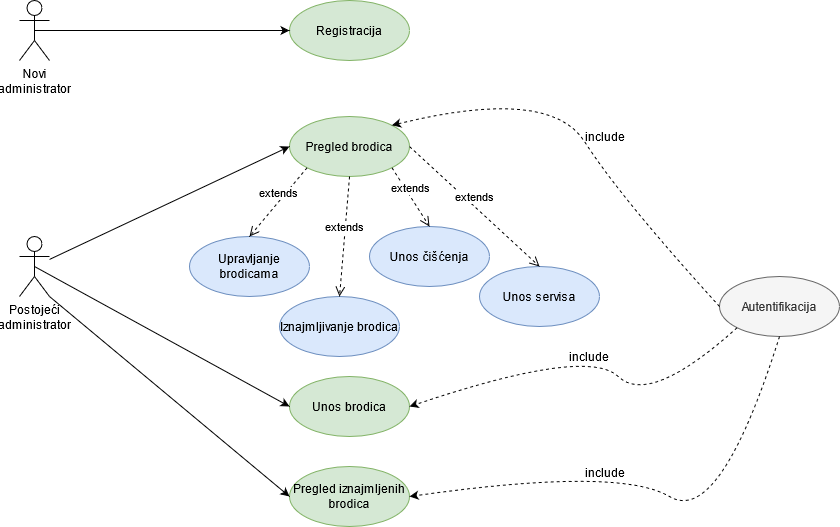 Registracija
Novi
administrator
include
Pregled brodica
extends
extends
extends
extends
Upravljanje
brodicama
Unos čišćenja
Unos servisa
Iznajmljivanje brodica
Autentifikacija
Postojeći
administrator
include
Unos brodica
include
Pregled iznajmljenih
brodica